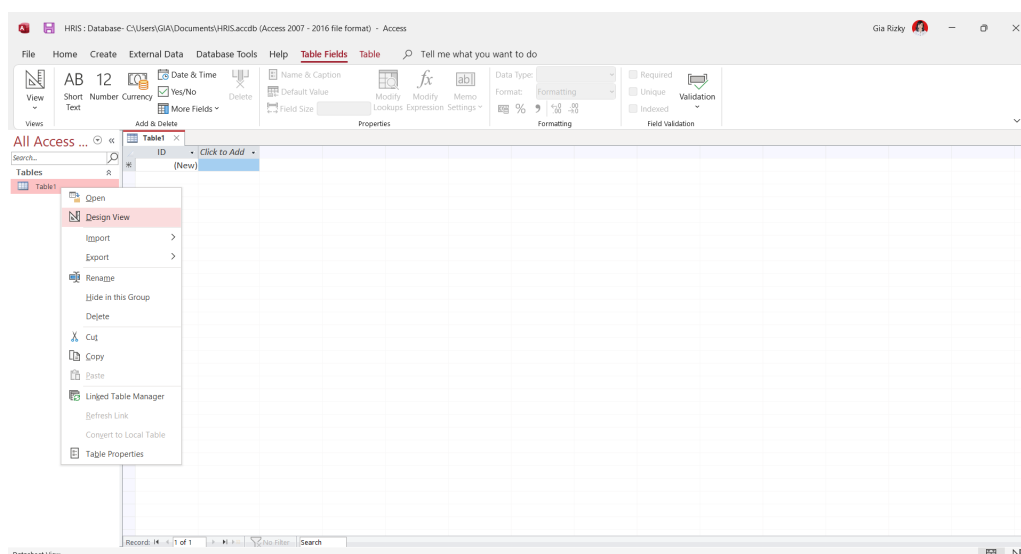 HRIS : Database- C:\Users\GIA\Documents\HRIS.accdb (Access 2007 - 2016 file format) - Access
Gia Rizky
File Home Create External Data Database Tools Help Table Fields Table Tell me what you want to do
View
AB Short Text
12 Number
Currency
Date & Time
Yes/No
More Fields
Delete
Name & Caption
Default Value
Field Size
Modify Lookups
fx Modify Expression
ab Memo Settings
Data Type:
Format: Formatting
% 9 .00 .00
Required
Unique
Indexed
Validation
Views Add & Delete Properties Formatting Field Validation
All Access ...
Search...
Tables
Table1
Table1
ID Click to Add
(New)
Open
Design View
Import
Export
Rename
Hide in this Group
Delete
Cut
Copy
Paste
Linked Table Manager
Refresh Link
Convert to Local Table
Table Properties
Record: 1 of 1 No Filter Search
Datasheet View